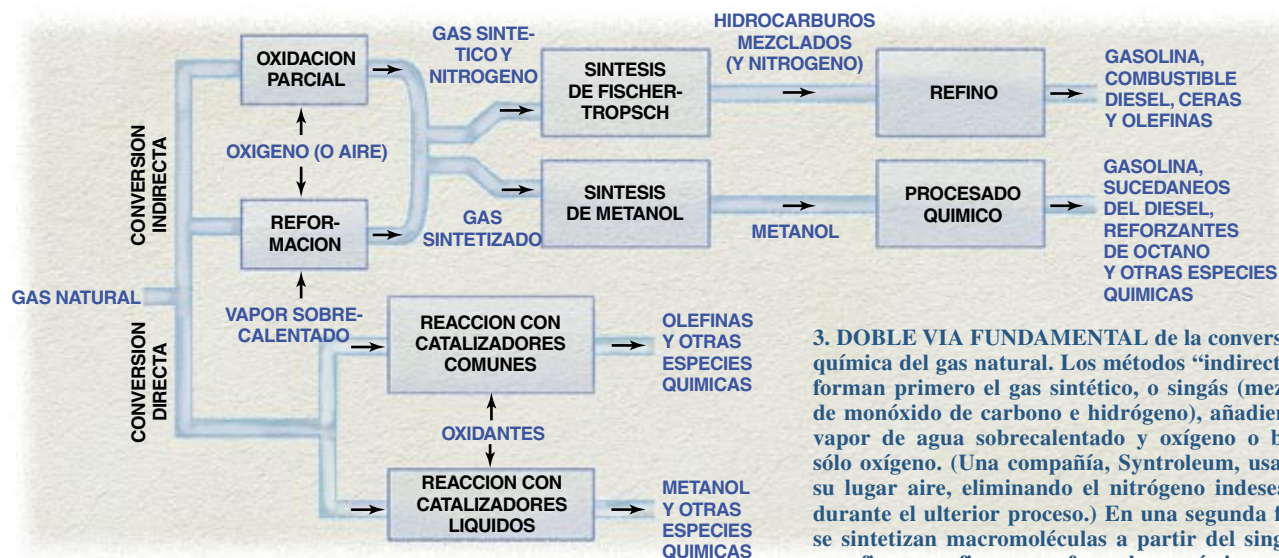 OXIDACION
PARCIAL
GAS SINTE-
TICO Y
NITROGENO
SINTESIS
DE FISCHER-
TROPSCH
HIDROCARBUROS
MEZCLADOS
(Y NITROGENO)
REFINO
GASOLINA,
COMBUSTIBLE
DIESEL, CERAS
Y OLEFINAS
CONVERSION
INDIRECTA
OXIGENO (O AIRE)
REFOR-
MACION
GAS
SINTETIZADO
SINTESIS
DE METANOL
METANOL
PROCESADO
QUIMICO
GASOLINA,
SUCEDANEOS
DEL DIESEL,
REFORZANTES
DE OCTANO
Y OTRAS ESPECIES
QUIMICAS
GAS NATURAL
VAPOR SOBRE-
CALENTADO
CONVERSION
DIRECTA
REACCION CON
CATALIZADORES
COMUNES
OLEFINAS
Y OTRAS
ESPECIES
QUIMICAS
OXIDANTES
REACCION CON
CATALIZADORES
LIQUIDOS
METANOL
Y OTRAS
ESPECIES
QUIMICAS
3. DOBLE VIA FUNDAMENTAL de la convers
química del gas natural. Los métodos “indirect
forman primero el gas sintético, o singás (mez
de monóxido de carbono e hidrógeno), añadien
vapor de agua sobrecalentado y oxígeno o b
sólo oxígeno. (Una compañía, Syntroleum, usa
su lugar aire, eliminando el nitrógeno indesea
durante el ulterior proceso.) En una segunda f
se sintetizan macromoléculas a partir del sing